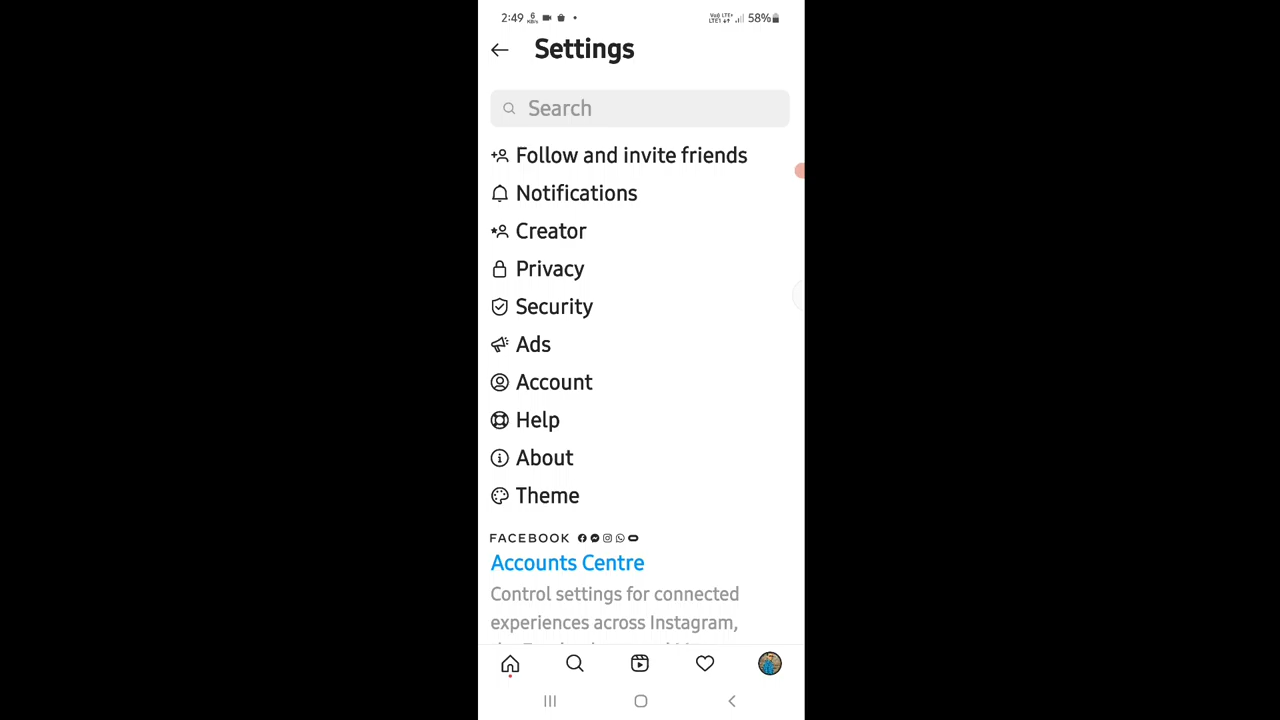 2:49
58%
Settings
Search
Follow and invite friends
Notifications
Creator
Privacy
Security
Ads
Account
Help
About
Theme
FACEBOOK
Accounts Centre
Control settings for connected
experiences across Instagram,